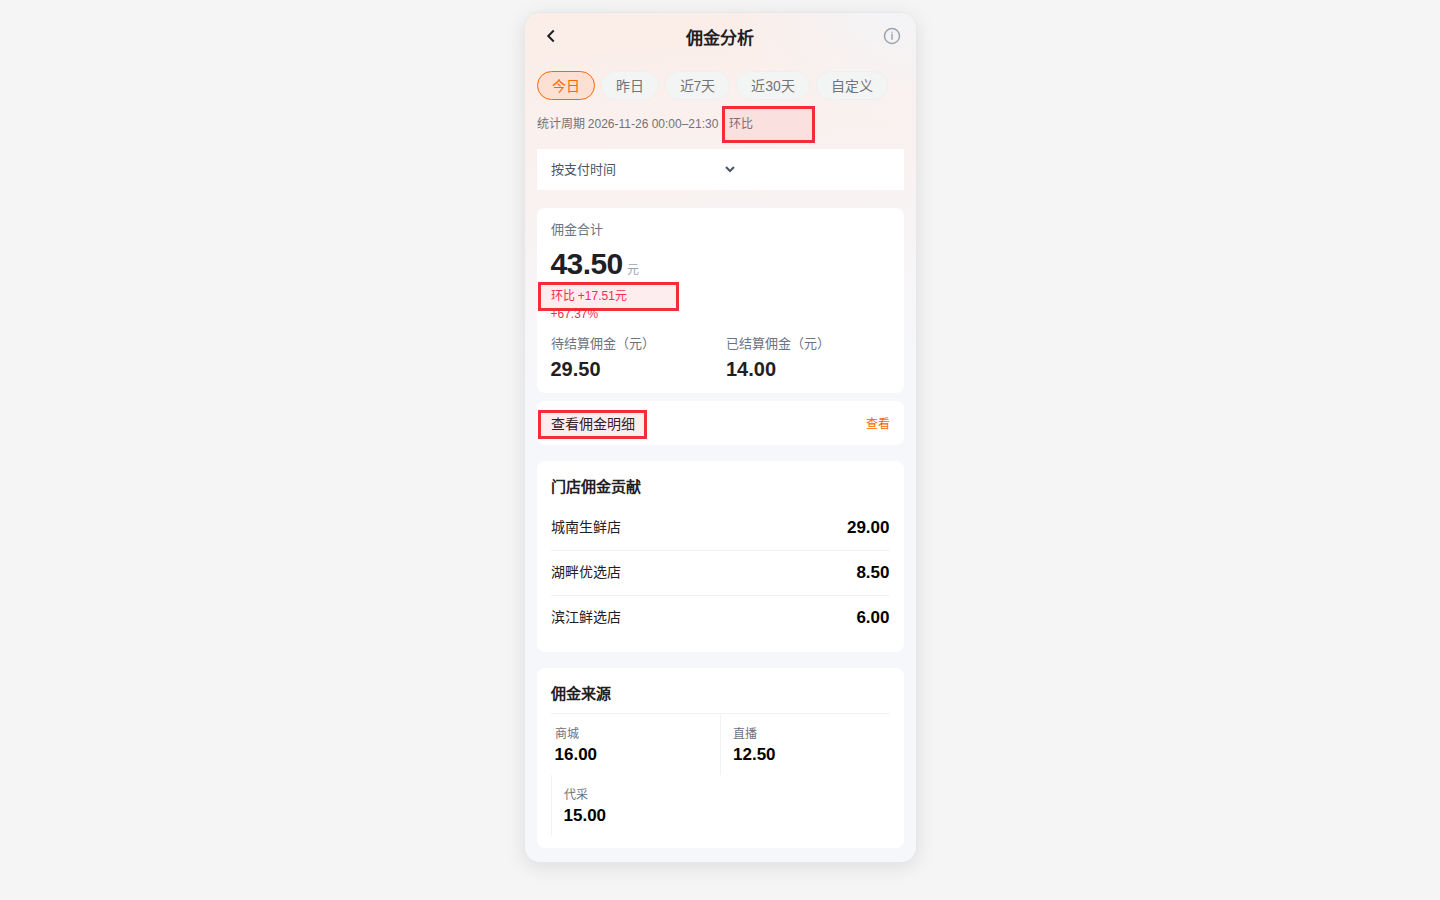 佣金分析
今日 昨日 近7天 近30天 自定义
统计周期 2026-11-26 00:00–21:30 环比
按支付时间
佣金合计
43.50 元
环比 +17.51元
+67.37%
待结算佣金（元） 已结算佣金（元）
29.50 14.00
查看佣金明细 查看
门店佣金贡献
城南生鲜店 29.00
湖畔优选店 8.50
滨江鲜选店 6.00
佣金来源
商城 直播
16.00 12.50
代采
15.00